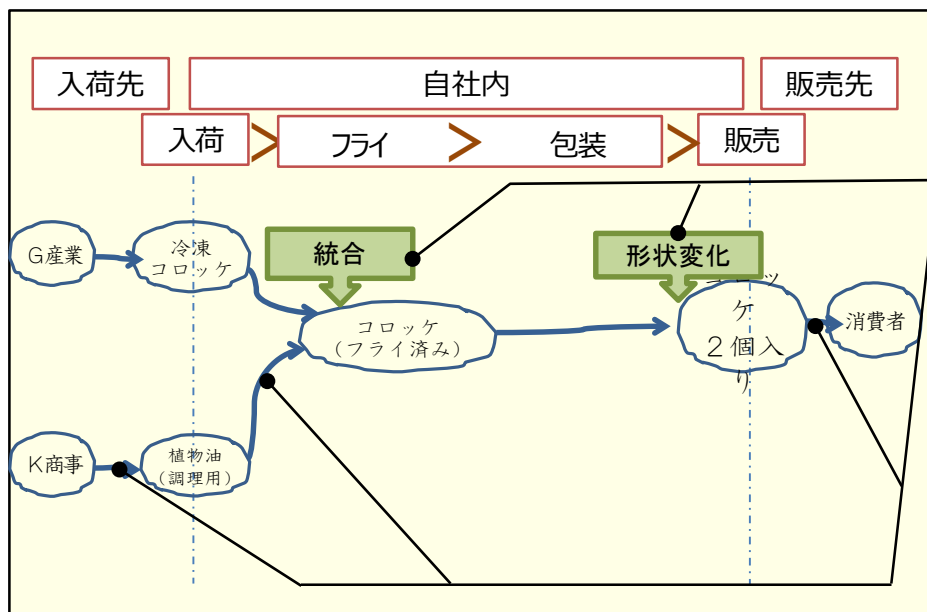 入荷先
自社内
販売先
入荷
フライ
包装
販売
統合
形状変化
G産業
冷凍
コロッケ
コロッ
ケ
2個入
り
消費者
コロッケ
(フライ済み)
K商事
植物油
(調理用)